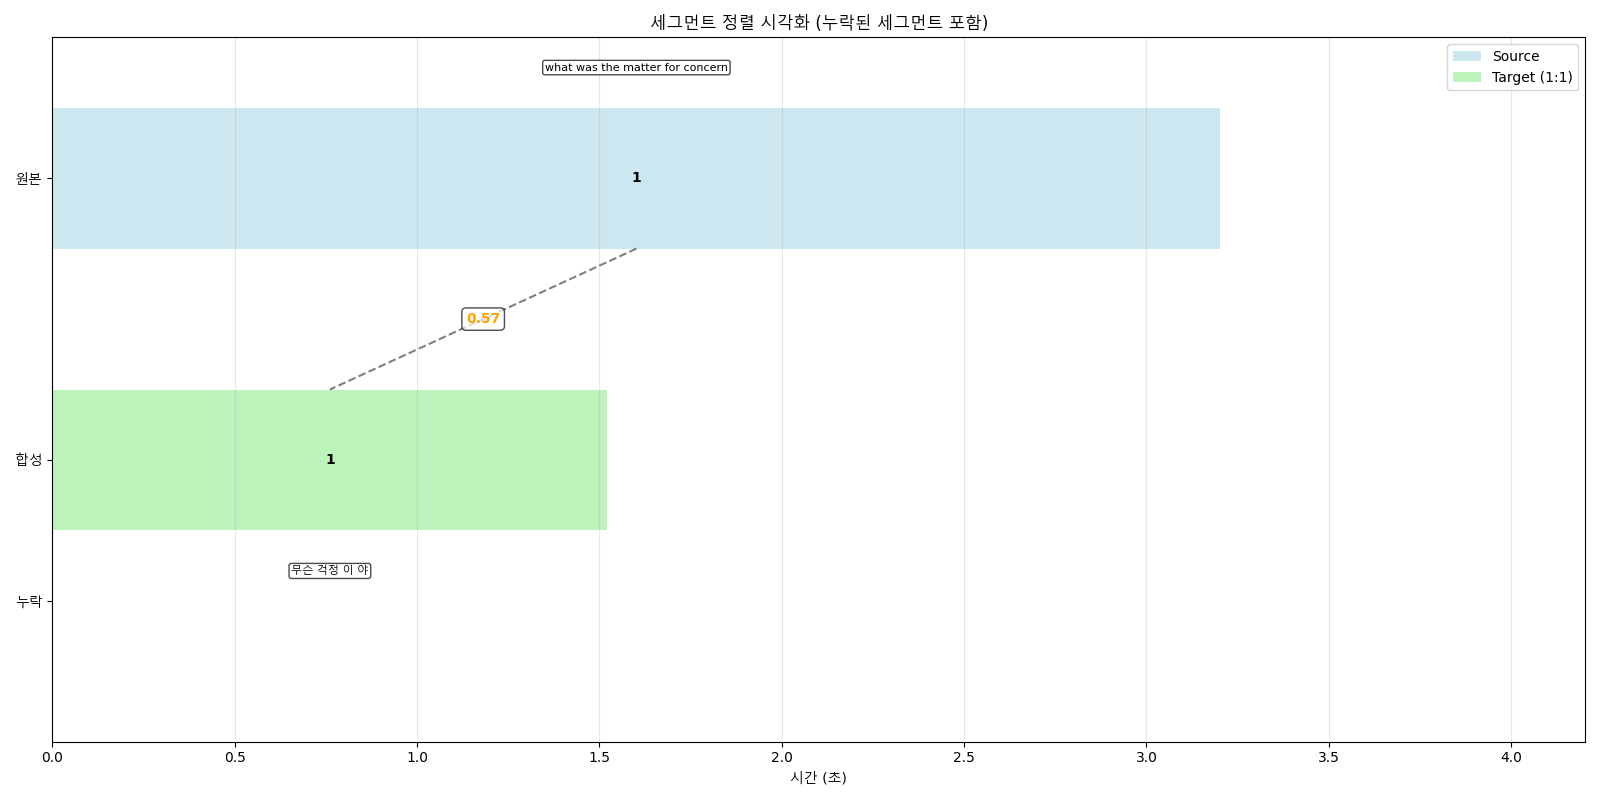 세그먼트 정렬 시각화 (누락된 세그먼트 포함)
what was the matter for concern
Source
Target (1:1)
원본
1
0.57
합성
1
무슨 걱정 이 야
누락
0.0 0.5 1.0 1.5 2.0 2.5 3.0 3.5 4.0
시간 (초)